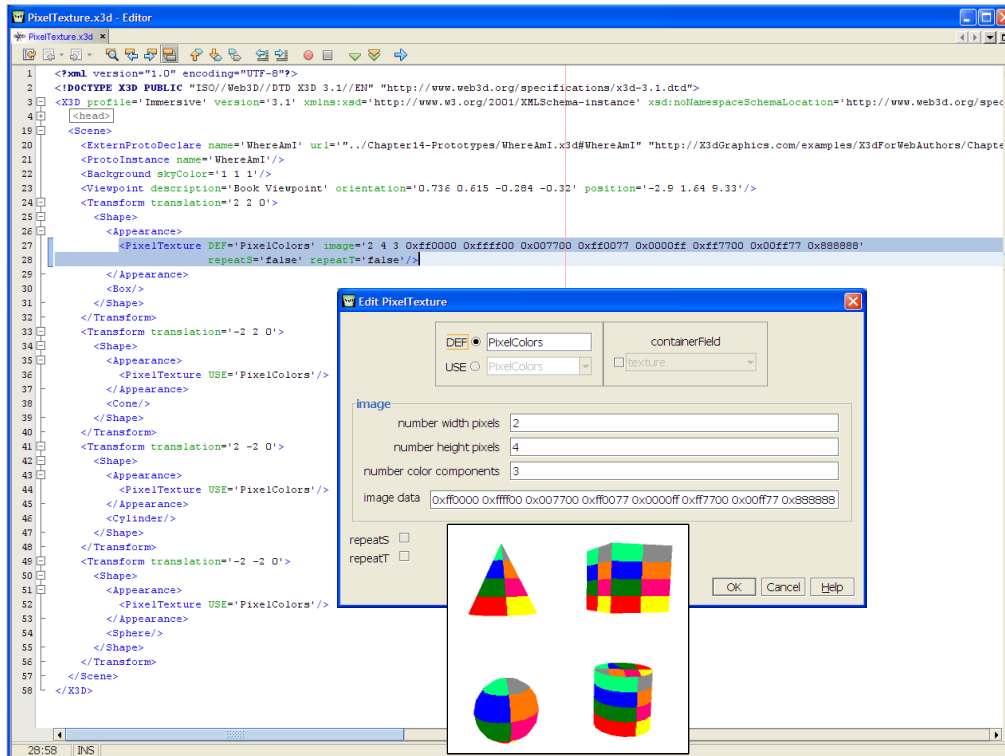 PixelTexture.x3d - Editor
PixelTexture.x3d
1 <?xml version="1.0" encoding="UTF-8"?>
2 <!DOCTYPE X3D PUBLIC "ISO//Web3D//DTD X3D 3.1//EN" "http://www.web3d.org/specifications/x3d-3.1.dtd">
3 <X3D profile='Immersive' version='3.1' xmlns:xsd='http://www.w3.org/2001/XMLSchema-instance' xsd:noNamespaceSchemaLocation='http://www.web3d.org/spec
4 <head>
19 <Scene>
20 <ExternProtoDeclare name='WhereAmI' url='"../Chapter14-Prototypes/WhereAmI.x3d#WhereAmI" "http://X3dGraphics.com/examples/X3dForWebAuthors/Chapte
21 <ProtoInstance name='WhereAmI'/>
22 <Background skyColor='1 1 1'/>
23 <Viewpoint description='Book Viewpoint' orientation='0.736 0.615 -0.284 -0.32' position='-2.9 1.64 9.33'/>
24 <Transform translation='2 2 0'>
25 <Shape>
26 <Appearance>
27 <PixelTexture DEF='PixelColors' image='2 4 3 0xff0000 0xffff00 0x007700 0xff0077 0x0000ff 0xff7700 0x00ff77 0x888888'
28 repeatS='false' repeatT='false'/>
29 </Appearance>
30 <Box/>
31 </Shape>
32 </Transform>
33 <Transform translation='-2 2 0'>
34 <Shape>
35 <Appearance>
36 <PixelTexture USE='PixelColors'/>
37 </Appearance>
38 <Cone/>
39 </Shape>
40 </Transform>
41 <Transform translation='2 -2 0'>
42 <Shape>
43 <Appearance>
44 <PixelTexture USE='PixelColors'/>
45 </Appearance>
46 <Cylinder/>
47 </Shape>
48 </Transform>
49 <Transform translation='-2 -2 0'>
50 <Shape>
51 <Appearance>
52 <PixelTexture USE='PixelColors'/>
53 </Appearance>
54 <Sphere/>
55 </Shape>
56 </Transform>
57 </Scene>
58 </X3D>
Edit PixelTexture
DEF PixelColors
USE PixelColors
containerField
texture
image
number width pixels 2
number height pixels 4
number color components 3
image data 0xff0000 0xffff00 0x007700 0xff0077 0x0000ff 0xff7700 0x00ff77 0x888888
repeatS
repeatT
OK Cancel Help
28:58 INS